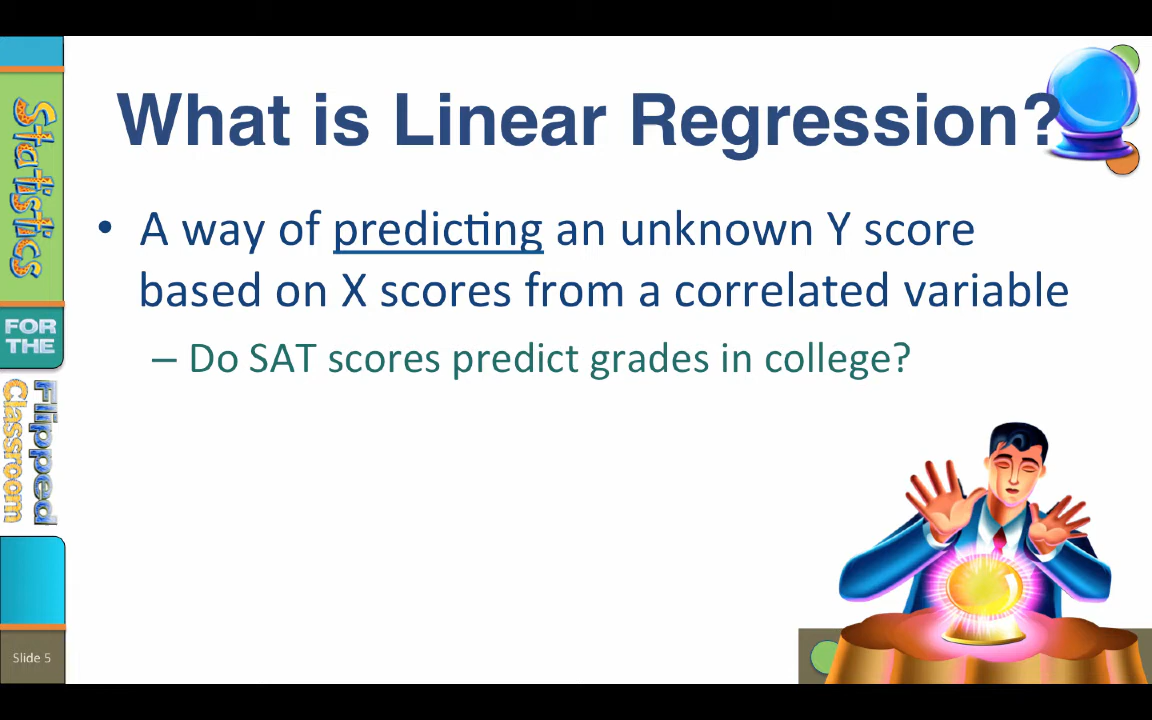 What is Linear Regression?
• A way of predicting an unknown Y score
based on X scores from a correlated variable
– Do SAT scores predict grades in college?
Statistics
FOR THE
Flipped
Classroom
Slide 5